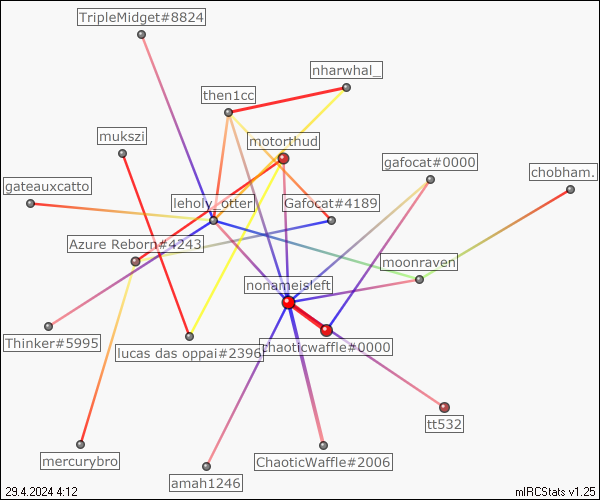 TripleMidget#8824
nharwhal_
then1cc
mukszi
motorthud
gafocat#0000
chobham.
gateauxcatto
leholy_otter
Gafocat#4189
Azure Reborn#4243
moonraven
nonameisleft
Thinker#5995
lucas das oppai#2396
chaoticwaffle#0000
tt532
mercurybro
amah1246
ChaoticWaffle#2006
29.4.2024 4:12
mIRCStats v1.25